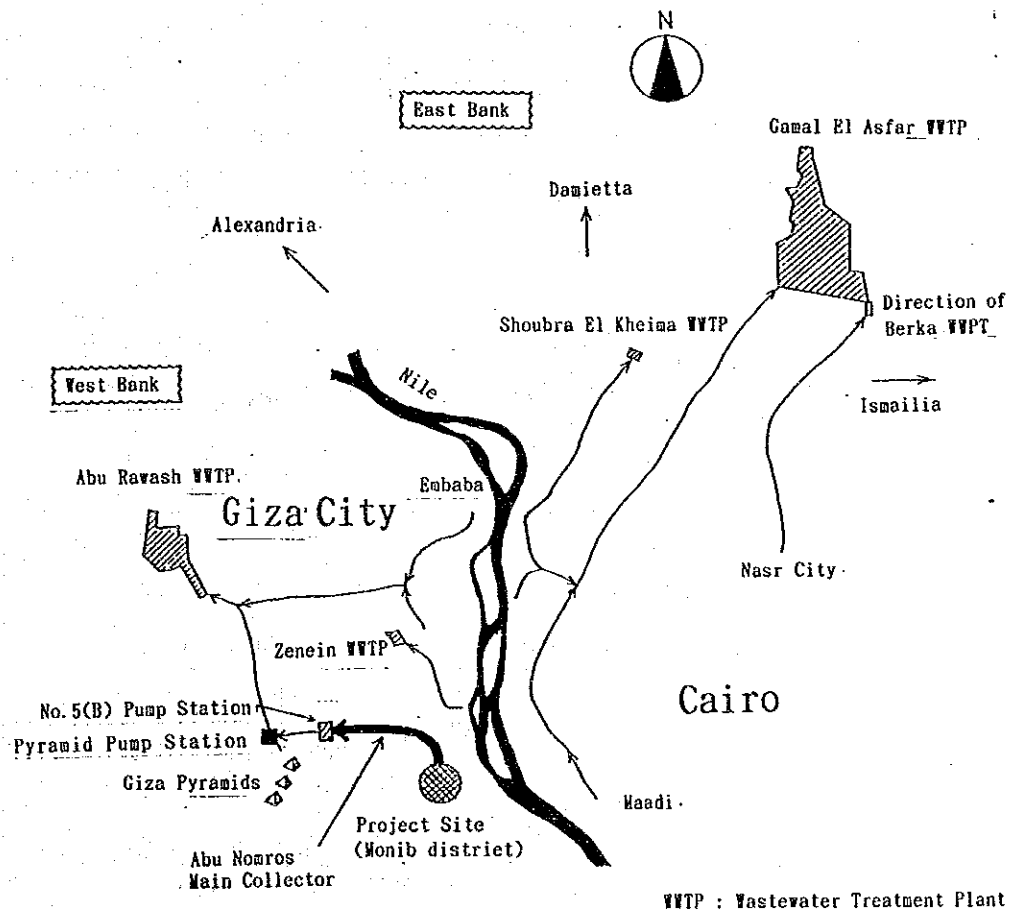 N
East Bank
Gamal El Asfar WWTP
Damietta
Alexandria
Direction of
Berka WWPT
Shoubra El Kheima WWTP
Nile
West Bank
Ismailia
Abu Rawash WWTP
Embaba
Giza City
Nasr City
Zenein WWTP
Cairo
No.5(B) Pump Station
Pyramid Pump Station
Giza Pyramids
Maadi
Project Site
(Monib district)
Abu Nomros
Main Collector
WWTP : Wastewater Treatment Plant